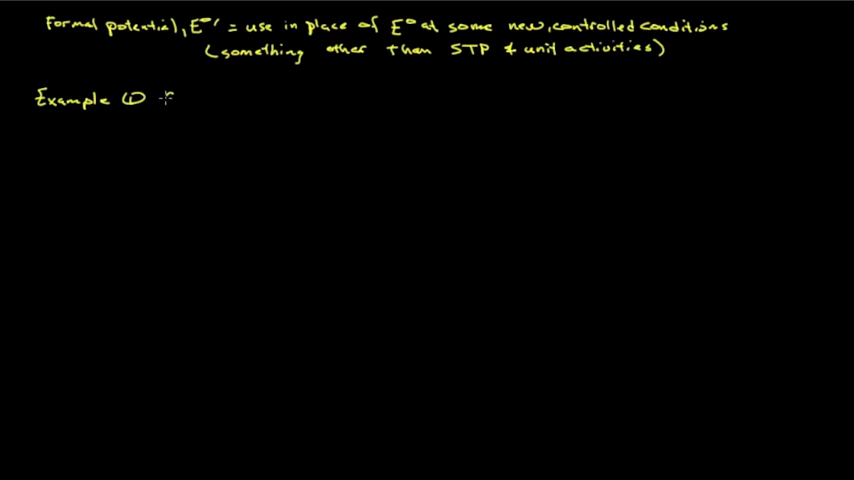 Formal potential, E°' = use in place of E° at some new, controlled conditions
(something other than STP & unit activities)
Example ①